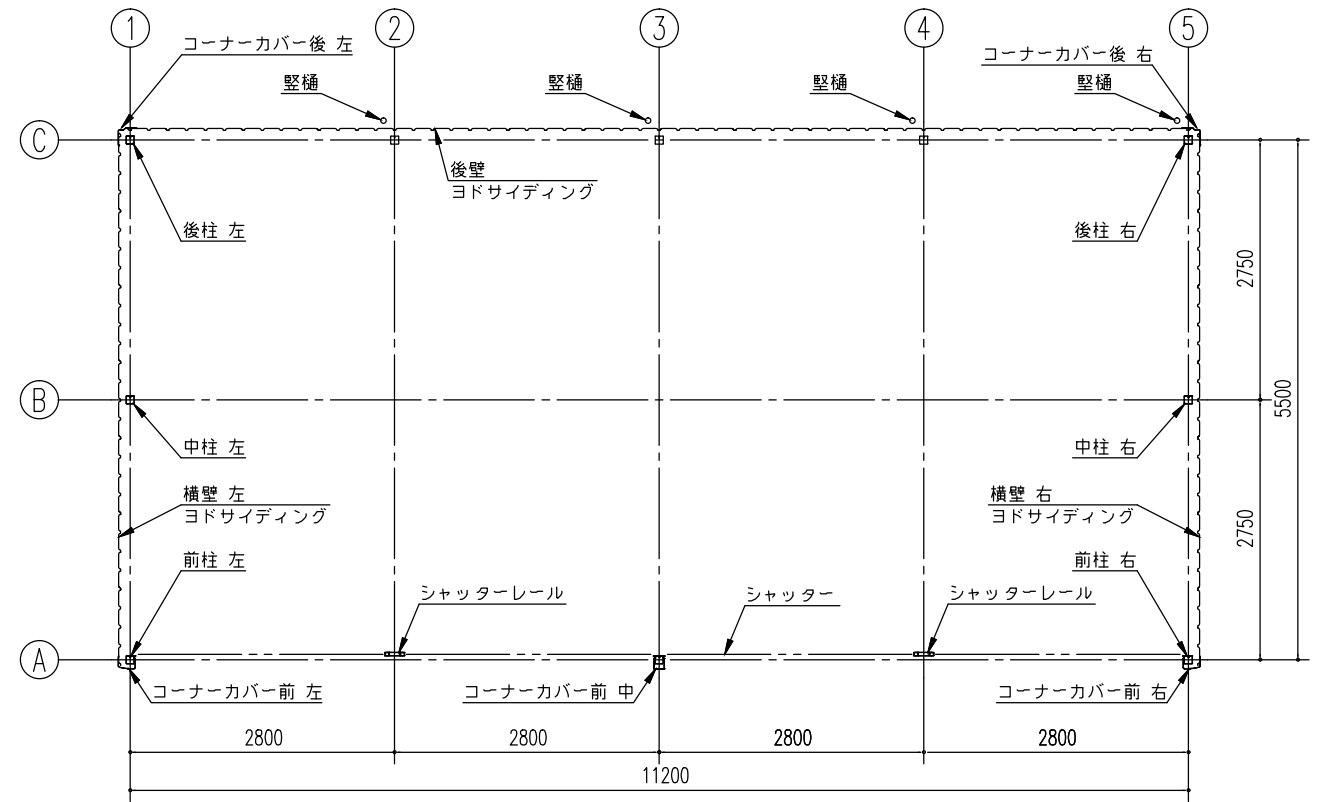 1
2
3
4
5
コーナーカバー後 左
コーナーカバー後 右
竪樋
竪樋
竪樋
竪樋
C
後壁
ヨドサイディング
後柱 左
後柱 右
2750
B
5500
中柱 左
中柱 右
横壁 左
ヨドサイディング
横壁 右
ヨドサイディング
2750
前柱 左
前柱 右
シャッターレール
シャッター
シャッターレール
A
コーナーカバー前 左
コーナーカバー前 中
コーナーカバー前 右
2800
2800
2800
2800
11200